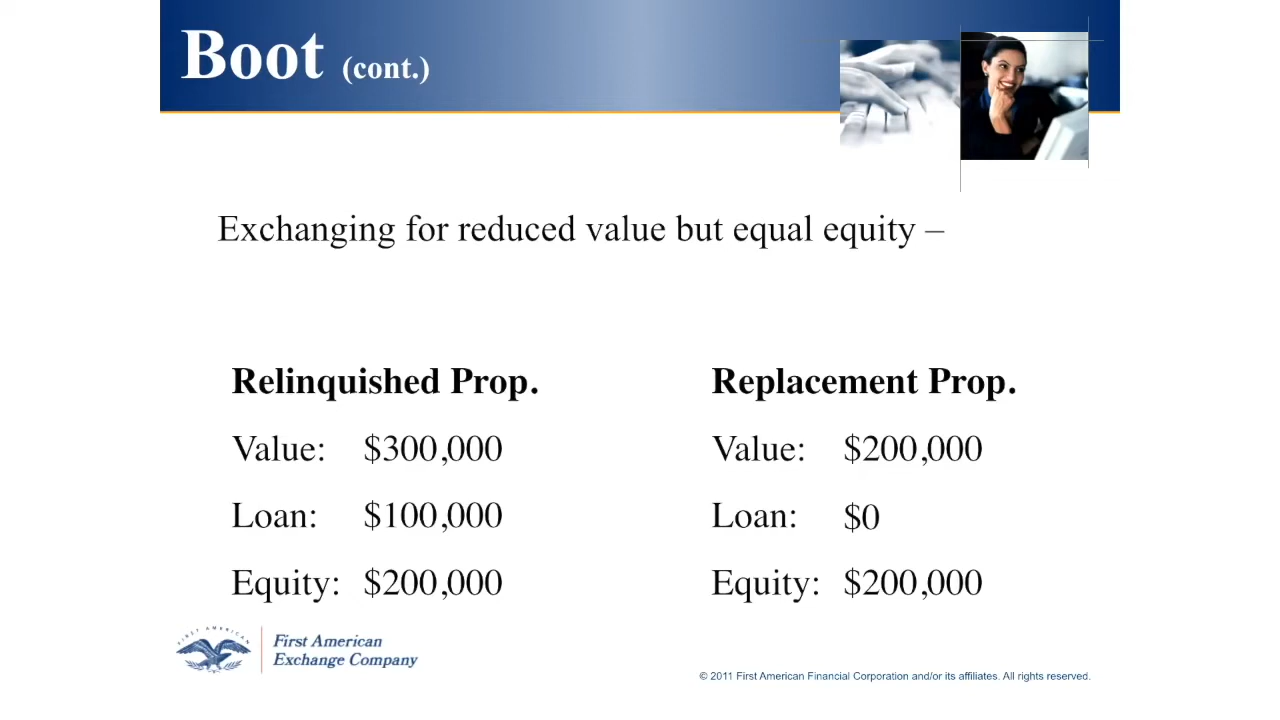 Boot (cont.)
Exchanging for reduced value but equal equity –
Relinquished Prop.
Value: $300,000
Loan: $100,000
Equity: $200,000
Replacement Prop.
Value: $200,000
Loan: $0
Equity: $200,000
FIRST AMERICAN
First American
Exchange Company
© 2011 First American Financial Corporation and/or its affiliates. All rights reserved.